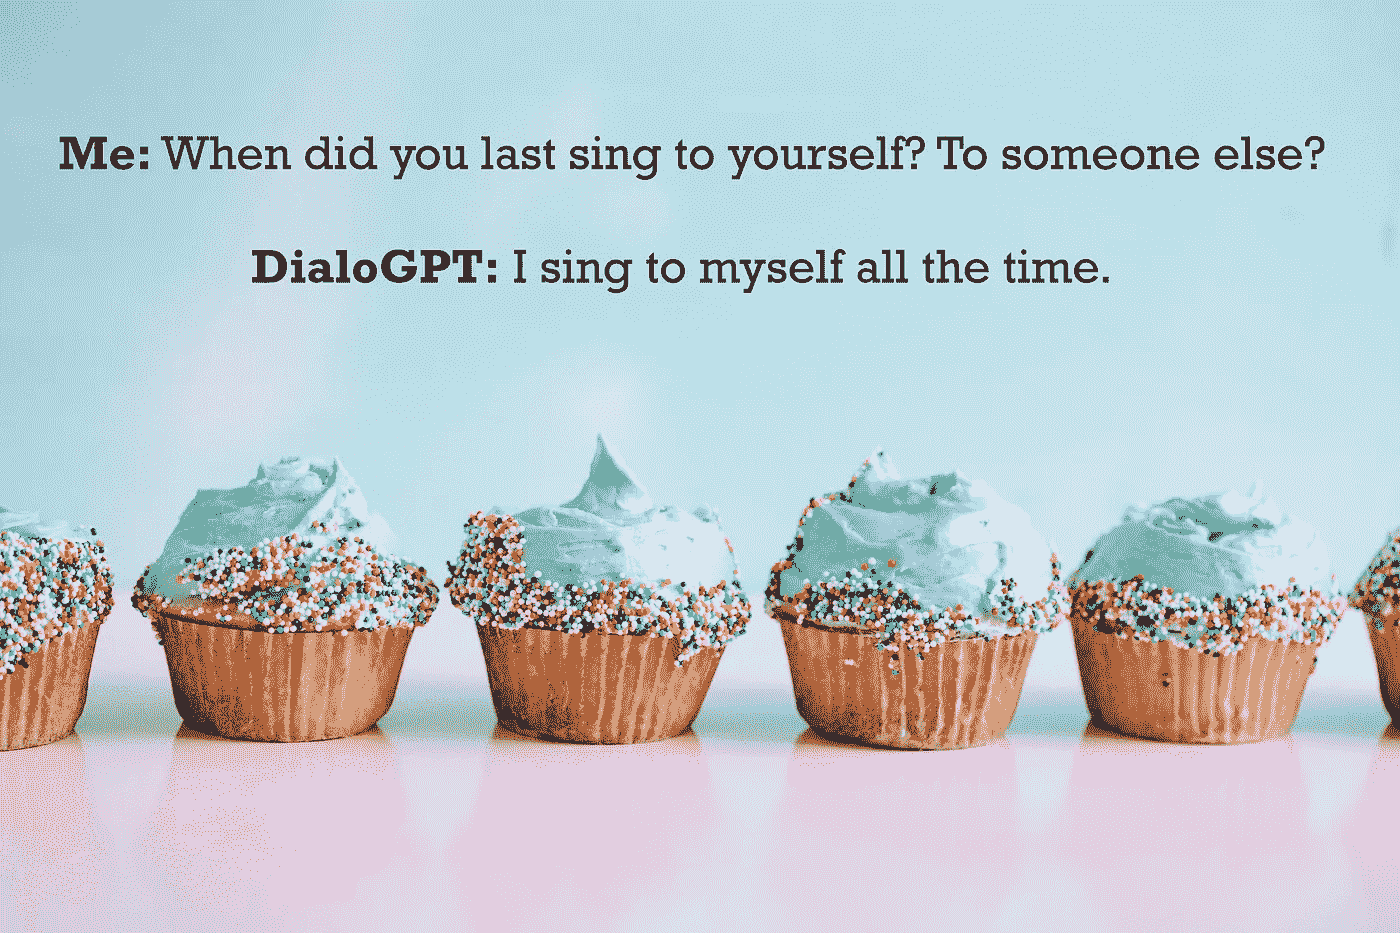 Me: When did you last sing to yourself? To someone else?
DialoGPT: I sing to myself all the time.